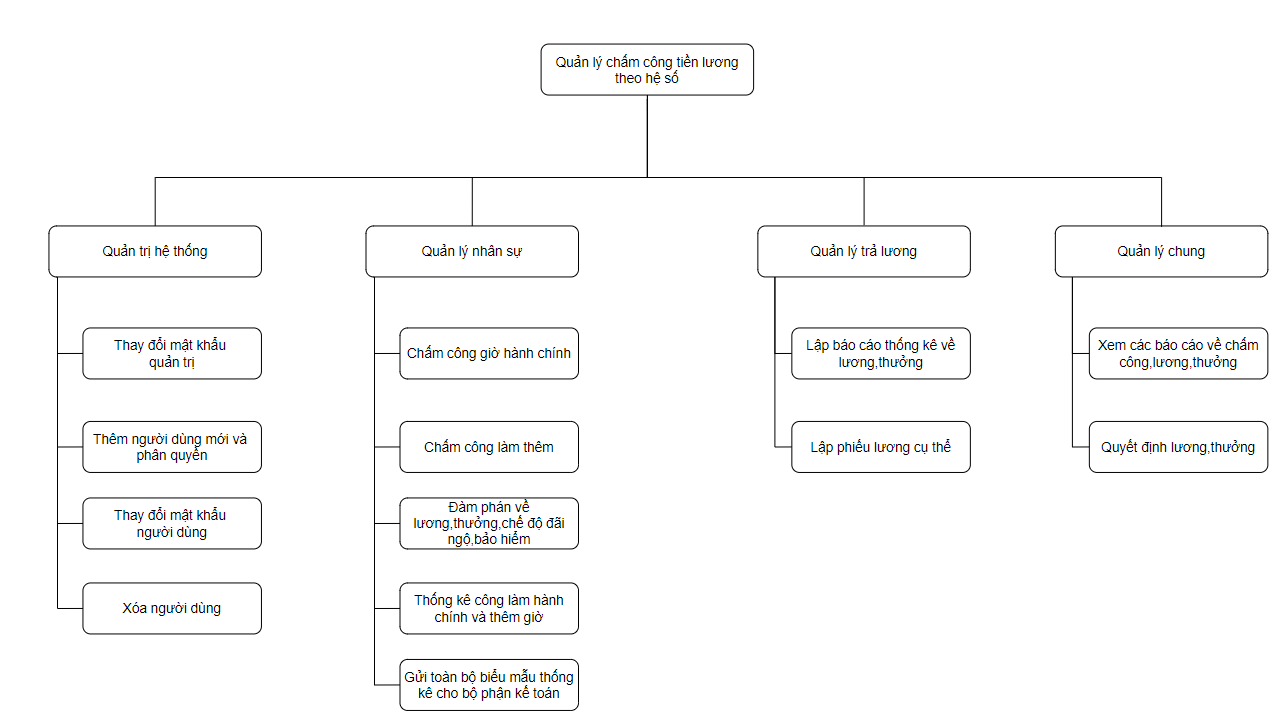 Quản lý chấm công tiền lương
theo hệ số
Quản trị hệ thống
Thay đổi mật khẩu
quản trị
Thêm người dùng mới và
phân quyền
Thay đổi mật khẩu
người dùng
Xóa người dùng
Quản lý nhân sự
Chấm công giờ hành chính
Chấm công làm thêm
Đàm phán về
lương,thưởng,chế độ đãi
ngộ,bảo hiểm
Thống kê công làm hành
chính và thêm giờ
Gửi toàn bộ biểu mẫu thống
kê cho bộ phận kế toán
Quản lý trả lương
Lập báo cáo thống kê về
lương,thưởng
Lập phiếu lương cụ thể
Quản lý chung
Xem các báo cáo về chấm
công,lương,thưởng
Quyết định lương,thưởng